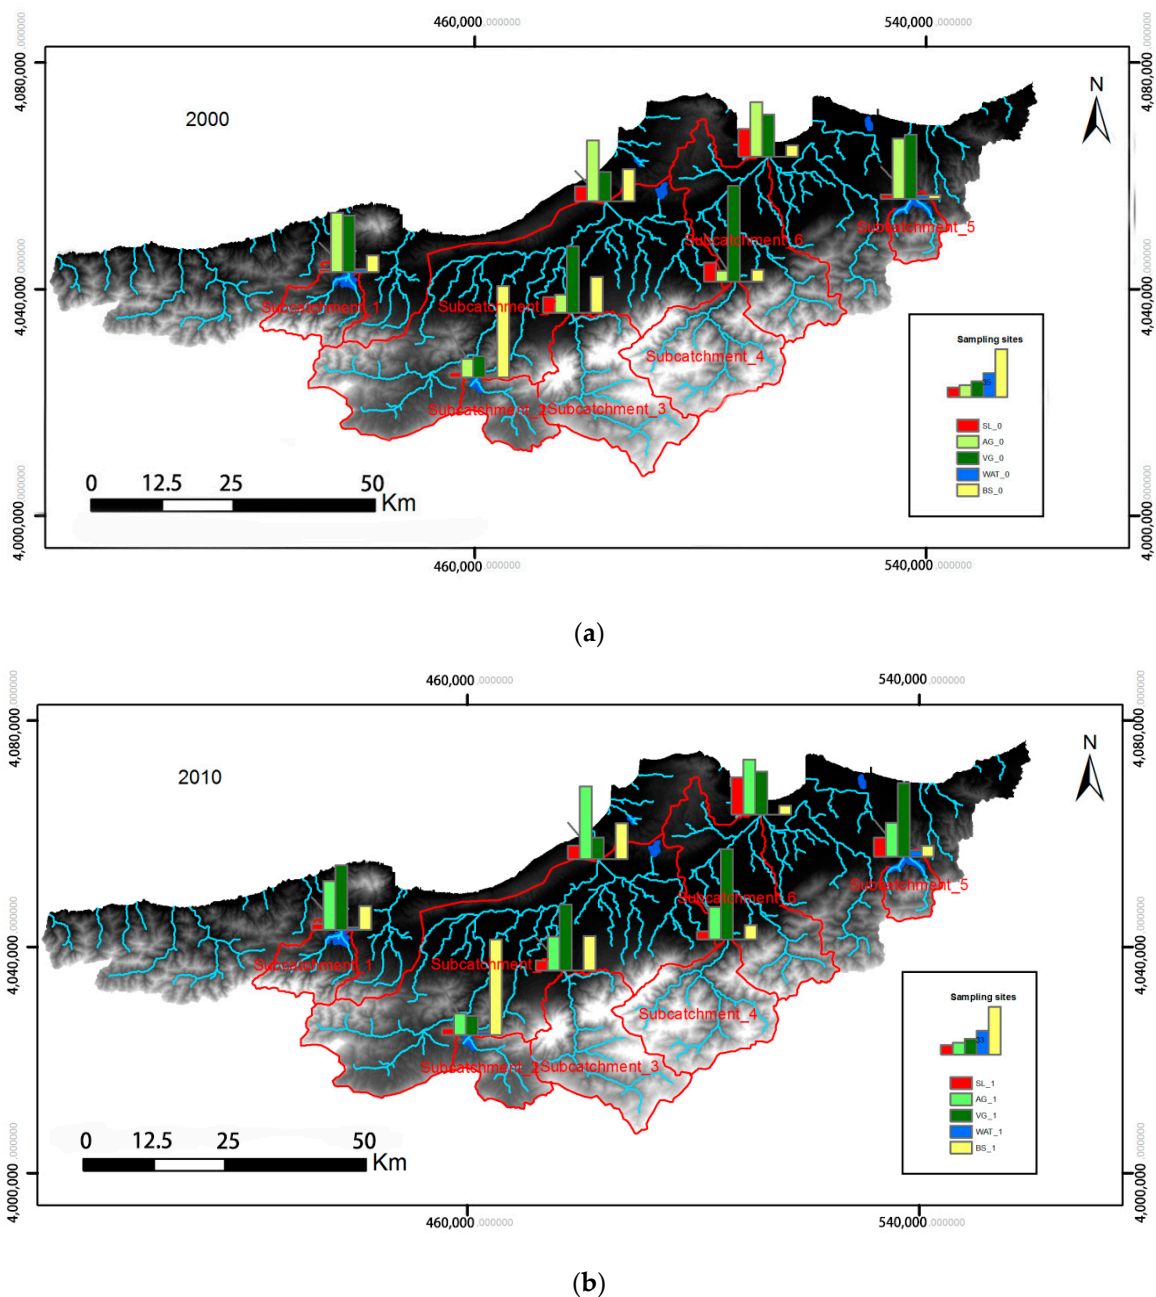 460,000.000000
540,000.000000
4,080,000.000000
4,080,000.000000
N
2000
Subcatchment_5
Subcatchment_6
4,040,000.000000
4,040,000.000000
Subcatchment_1
Subcatchment
Subcatchment_4
Subcatchment_2
Subcatchment_3
Sampling sites
35
SL_0
AG_0
VG_0
WAT_0
BS_0
0 12.5 25 50
Km
4,000,000.000000
4,000,000.000000
460,000.000000
540,000.000000
(a)
460,000.000000
540,000.000000
4,080,000.000000
4,080,000.000000
N
2010
Subcatchment_5
Subcatchment_6
4,040,000.000000
4,040,000.000000
Subcatchment_1
Subcatchment
Subcatchment_4
Subcatchment_2
Subcatchment_3
Sampling sites
33
SL_1
AG_1
VG_1
WAT_1
BS_1
0 12.5 25 50
Km
4,000,000.000000
4,000,000.000000
460,000.000000
540,000.000000
(b)